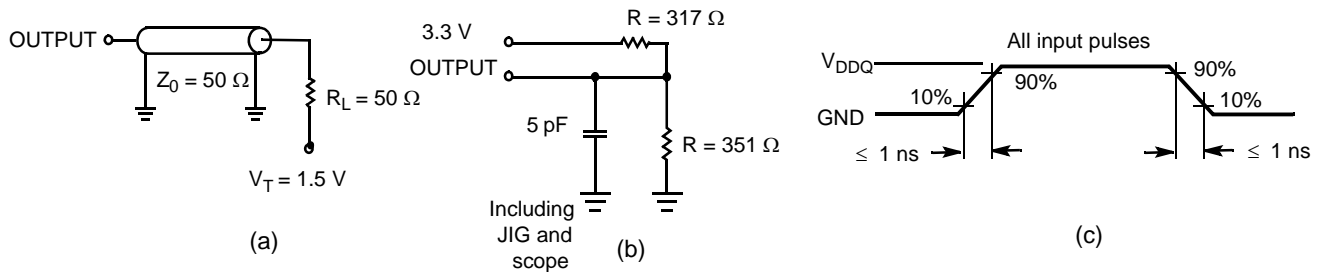 OUTPUT
Z0 = 50 Ω
RL = 50 Ω
VT = 1.5 V
(a)
R = 317 Ω
3.3 V
OUTPUT
5 pF
R = 351 Ω
Including
JIG and
scope
(b)
All input pulses
VDDQ
90%
90%
10%
10%
GND
≤ 1 ns
≤ 1 ns
(c)